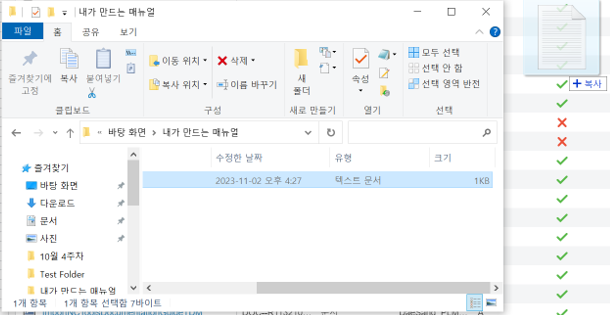 내가 만드는 매뉴얼
파일 홈 공유 보기
즐겨찾기에 고정
복사
붙여넣기
이동 위치
복사 위치
삭제
이름 바꾸기
새 폴더
속성
모두 선택
선택 안 함
선택 영역 반전
클립보드 구성 새로 만들기 열기 선택
« 바탕 화면 > 내가 만드는 매뉴얼
수정한 날짜 유형 크기
2023-11-02 오후 4:27 텍스트 문서 1KB
즐겨찾기
바탕 화면
다운로드
문서
사진
10월 4주차
Test Folder
내가 만드는 매뉴얼
1개 항목 1개 항목 선택함 7바이트
+ 복사